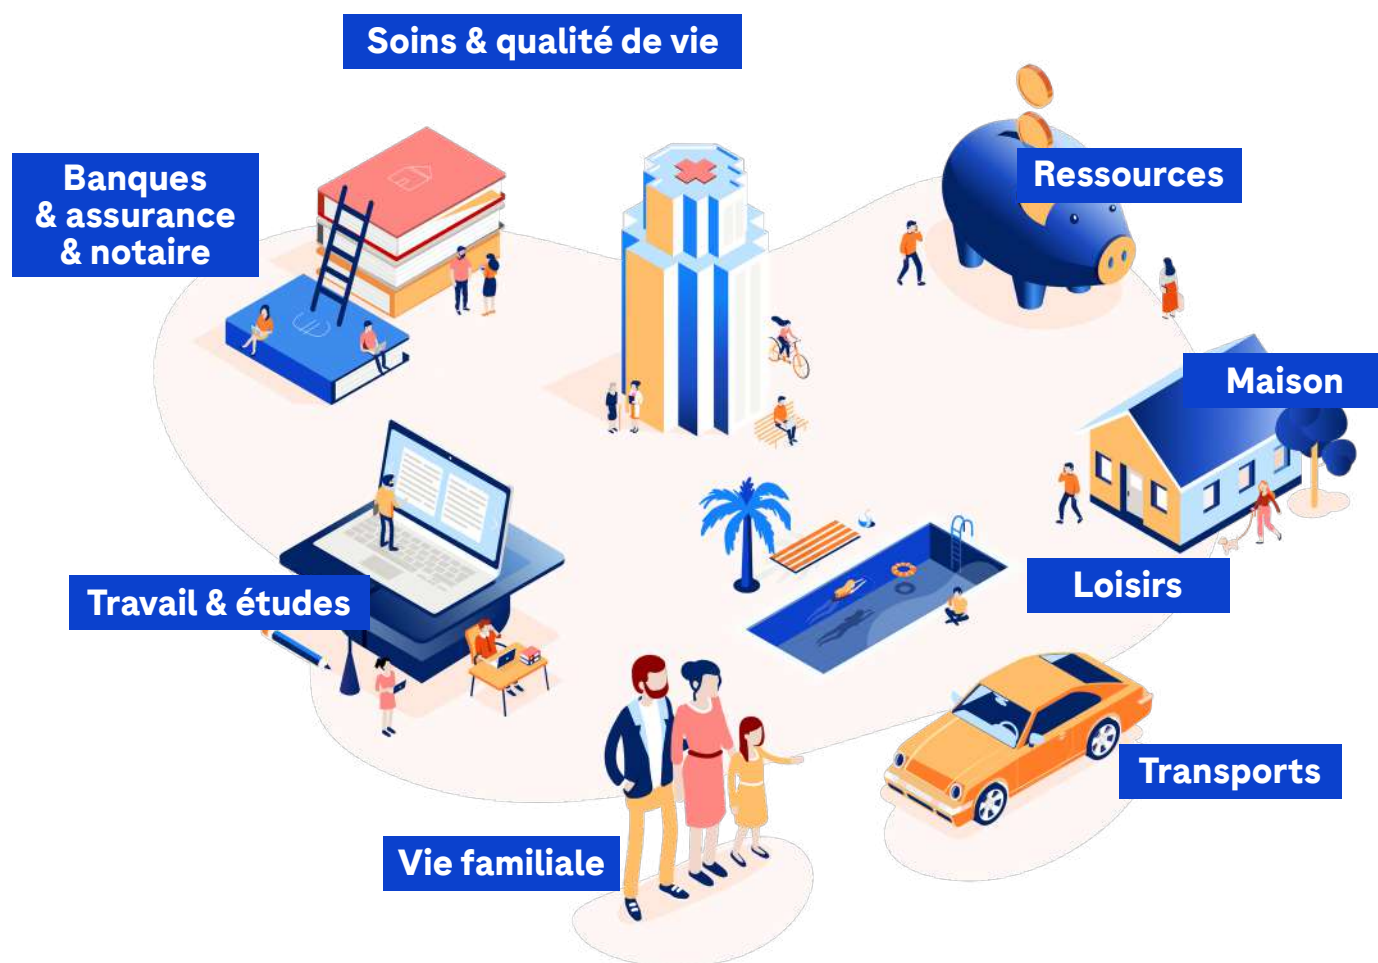 Soins & qualité de vie
Banques
& assurance
& notaire
Ressources
Maison
Travail & études
Loisirs
Transports
Vie familiale